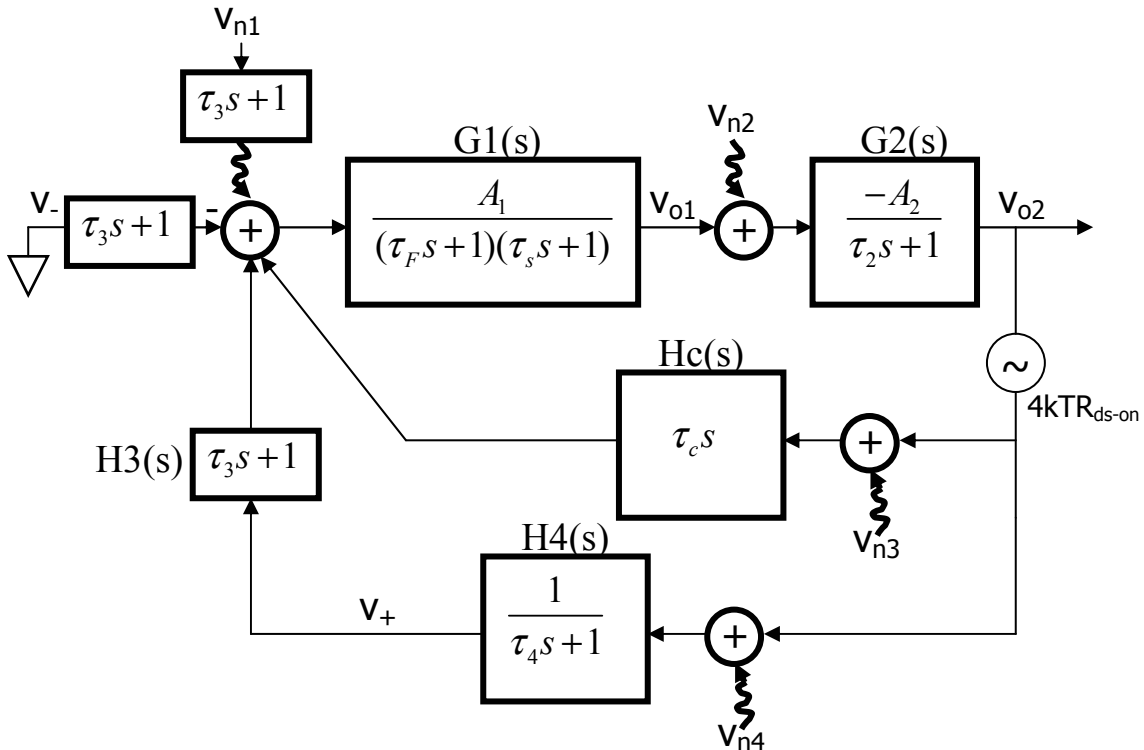 vn1
τ3s+1
vn2
G1(s)
G2(s)
v-
τ3s+1
-
+
A1
(τFs+1)(τss+1)
vo1
+
-A2
τ2s+1
vo2
Hc(s)
~
4kTRds-on
τcs
+
H3(s)
τ3s+1
vn3
H4(s)
v+
1
τ4s+1
+
vn4